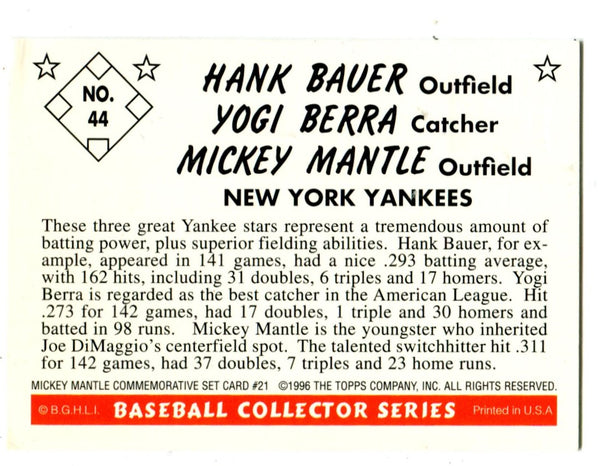 NO.
44
HANK BAUER Outfield
YOGI BERRA Catcher
MICKEY MANTLE Outfield
NEW YORK YANKEES
These three great Yankee stars represent a tremendous amount of
batting power, plus superior fielding abilities. Hank Bauer, for ex-
ample, appeared in 141 games, had a nice .293 batting average,
with 162 hits, including 31 doubles, 6 triples and 17 homers. Yogi
Berra is regarded as the best catcher in the American League. Hit
.273 for 142 games, had 17 doubles, 1 triple and 30 homers and
batted in 98 runs. Mickey Mantle is the youngster who inherited
Joe DiMaggio's centerfield spot. The talented switchhitter hit .311
for 142 games, had 37 doubles, 7 triples and 23 home runs.
MICKEY MANTLE COMMEMORATIVE SET CARD #21 ©1996 THE TOPPS COMPANY, INC. ALL RIGHTS RESERVED.
© B.G.H.L.I. BASEBALL COLLECTOR SERIES Printed in U.S.A